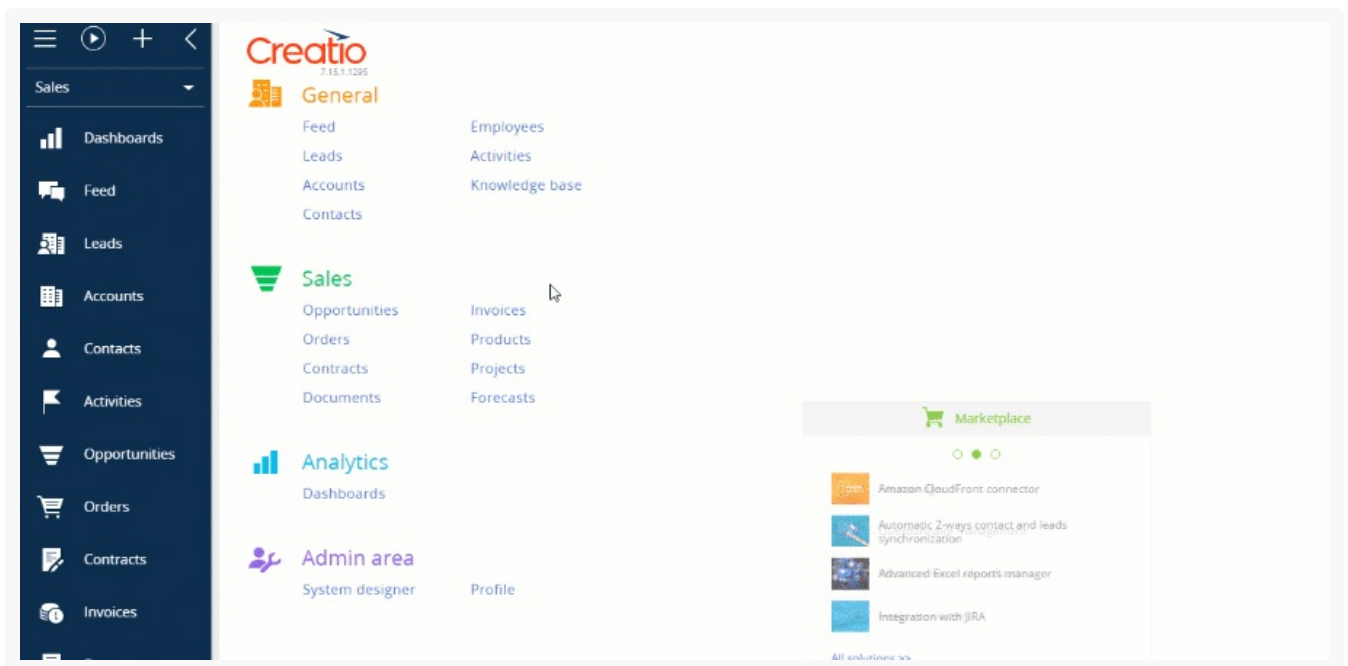 Sales
Dashboards
Feed
Leads
Accounts
Contacts
Activities
Opportunities
Orders
Contracts
Invoices
Creatio
7.15.1.1295
General
Feed
Employees
Leads
Activities
Accounts
Knowledge base
Contacts
Sales
Opportunities
Invoices
Orders
Products
Contracts
Projects
Documents
Forecasts
Analytics
Dashboards
Admin area
System designer
Profile
Marketplace
Amazon CloudFront connector
Automatic 2-ways contact and leads
synchronization
Advanced Excel reports manager
Integration with JIRA
All solutions >>